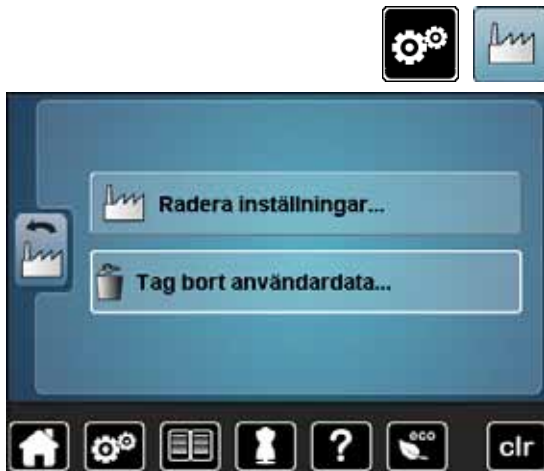 Radera inställningar...
Tag bort användardata...
?
eco
clr